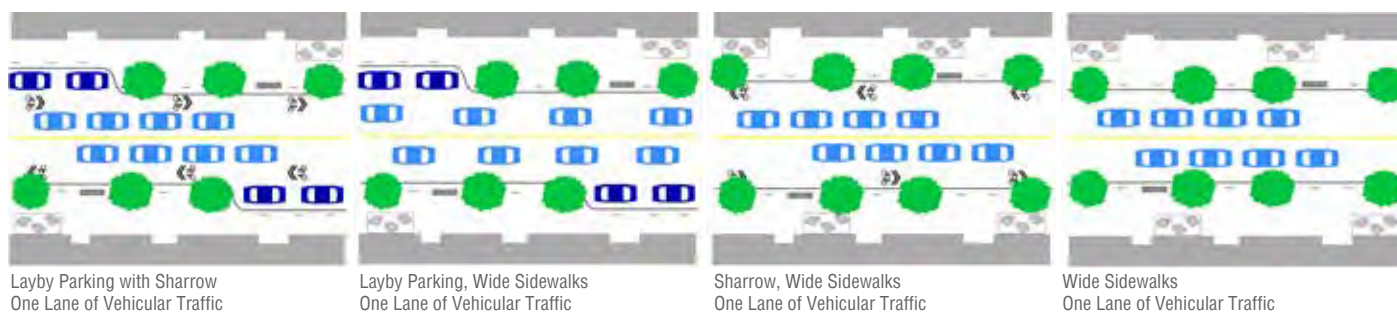 Layby Parking with Sharrow
One Lane of Vehicular Traffic
Layby Parking, Wide Sidewalks
One Lane of Vehicular Traffic
Sharrow, Wide Sidewalks
One Lane of Vehicular Traffic
Wide Sidewalks
One Lane of Vehicular Traffic